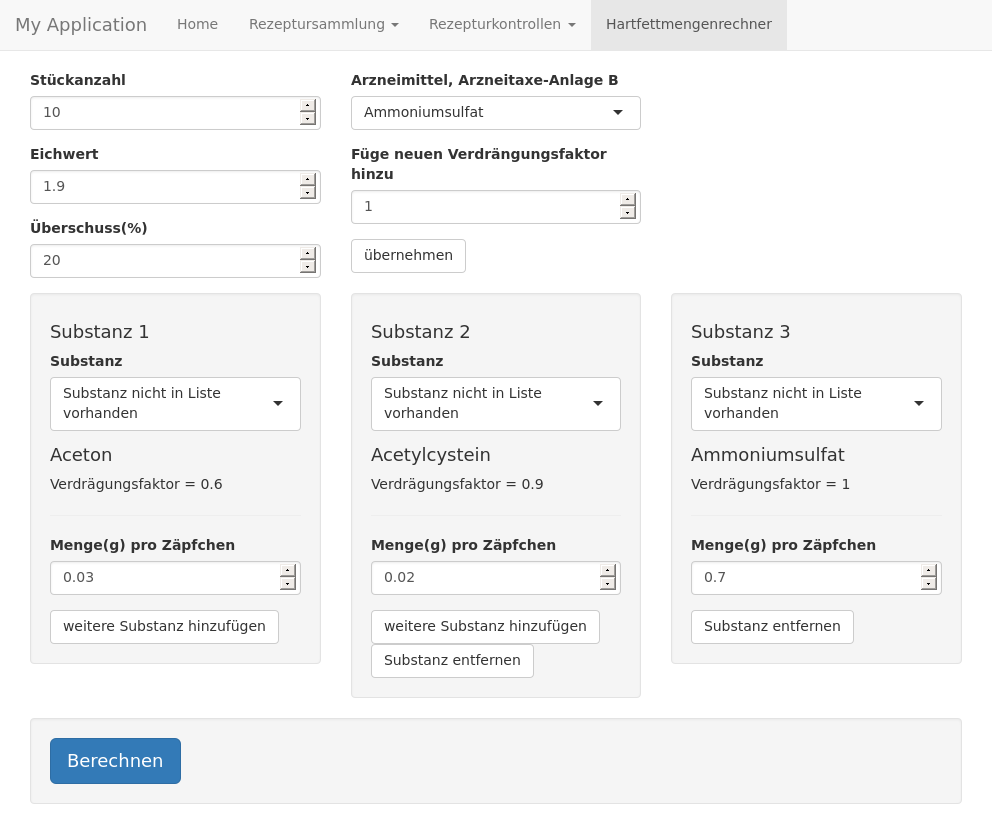 My Application Home Rezeptursammlung Rezepturkontrollen Hartfettmengenrechner
Stückanzahl
10
Eichwert
1.9
Überschuss(%)
20
Arzneimittel, Arzneitaxe-Anlage B
Ammoniumsulfat
Füge neuen Verdrängungsfaktor
hinzu
1
übernehmen
Substanz 1
Substanz
Substanz nicht in Liste
vorhanden
Aceton
Verdrägungsfaktor = 0.6
Menge(g) pro Zäpfchen
0.03
weitere Substanz hinzufügen
Substanz 2
Substanz
Substanz nicht in Liste
vorhanden
Acetylcystein
Verdrägungsfaktor = 0.9
Menge(g) pro Zäpfchen
0.02
weitere Substanz hinzufügen
Substanz entfernen
Substanz 3
Substanz
Substanz nicht in Liste
vorhanden
Ammoniumsulfat
Verdrägungsfaktor = 1
Menge(g) pro Zäpfchen
0.7
Substanz entfernen
Berechnen